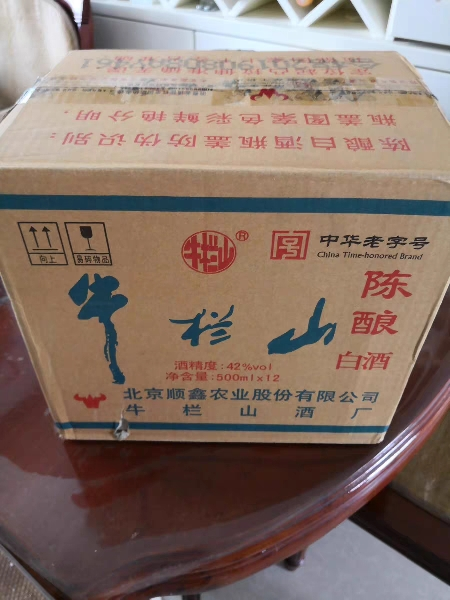 陈酿白酒瓶盖防伪识别：
瓶盖图案色彩鲜艳分明．
向上
易碎物品
牛栏山®
中华老字号
China Time-honored Brand
牛栏山
陈酿
白酒
酒精度：42%vol
净含量：500ml×12
北京顺鑫农业股份有限公司
牛栏山酒厂